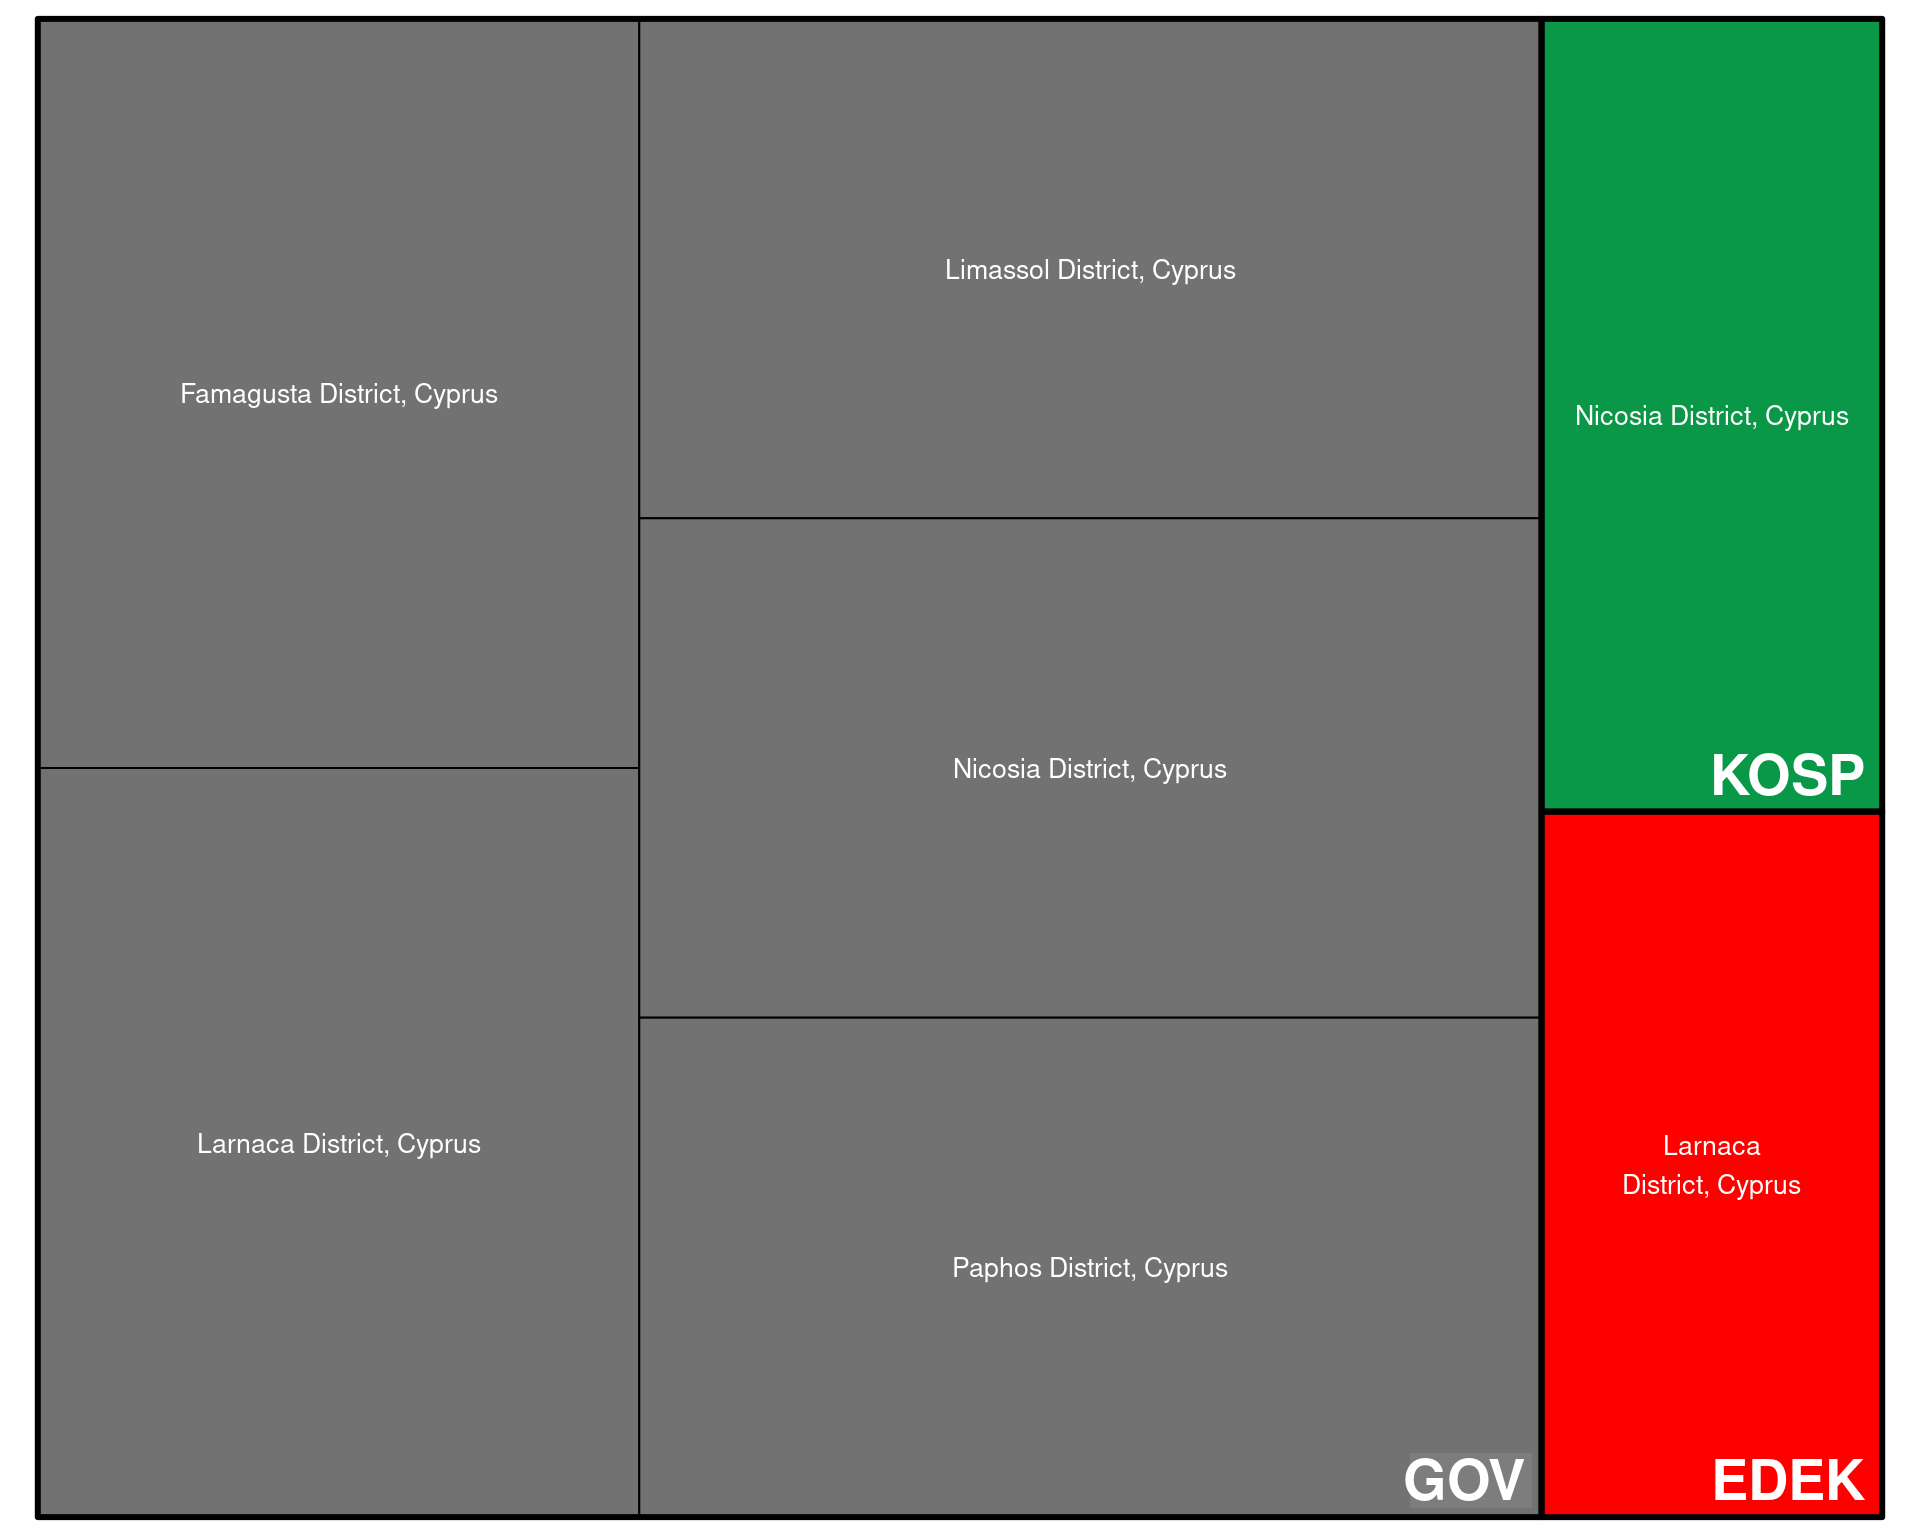 Famagusta District, Cyprus
Larnaca District, Cyprus
Limassol District, Cyprus
Nicosia District, Cyprus
Paphos District, Cyprus
GOV
Nicosia District, Cyprus
KOSP
Larnaca
District, Cyprus
EDEK